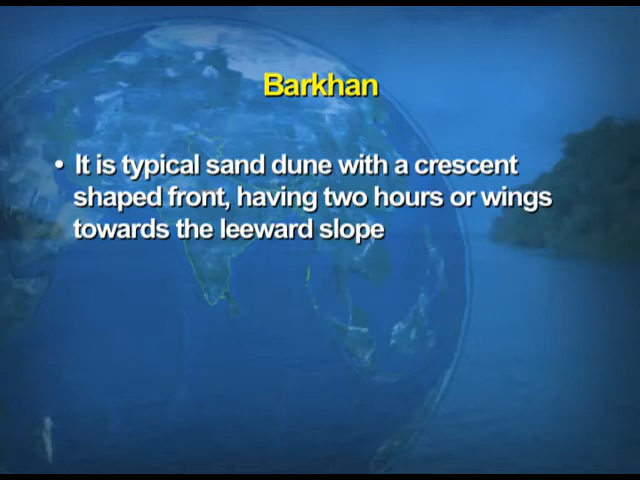 Barkhan
• It is typical sand dune with a crescent
shaped front, having two hours or wings
towards the leeward slope